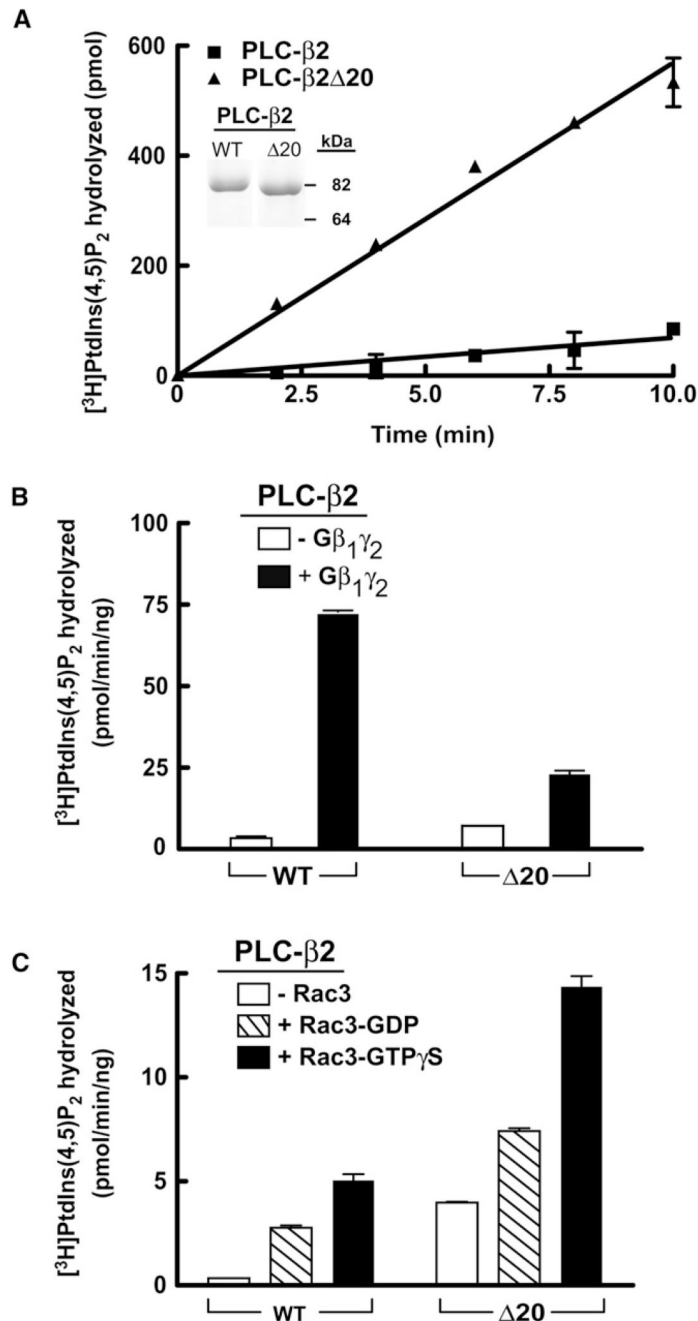 A
[³H]PtdIns(4,5)P₂ hydrolyzed (pmol)
600
400
200
0
■ PLC-β2
▲ PLC-β2Δ20
PLC-β2
WT Δ20 kDa
82
64
0 2.5 5.0 7.5 10.0
Time (min)
B
[³H]PtdIns(4,5)P₂ hydrolyzed
(pmol/min/ng)
100
75
50
25
0
PLC-β2
- Gβ₁γ₂
+ Gβ₁γ₂
WT Δ20
C
[³H]PtdIns(4,5)P₂ hydrolyzed
(pmol/min/ng)
15
10
5
0
PLC-β2
- Rac3
+ Rac3-GDP
+ Rac3-GTPγS
WT Δ20